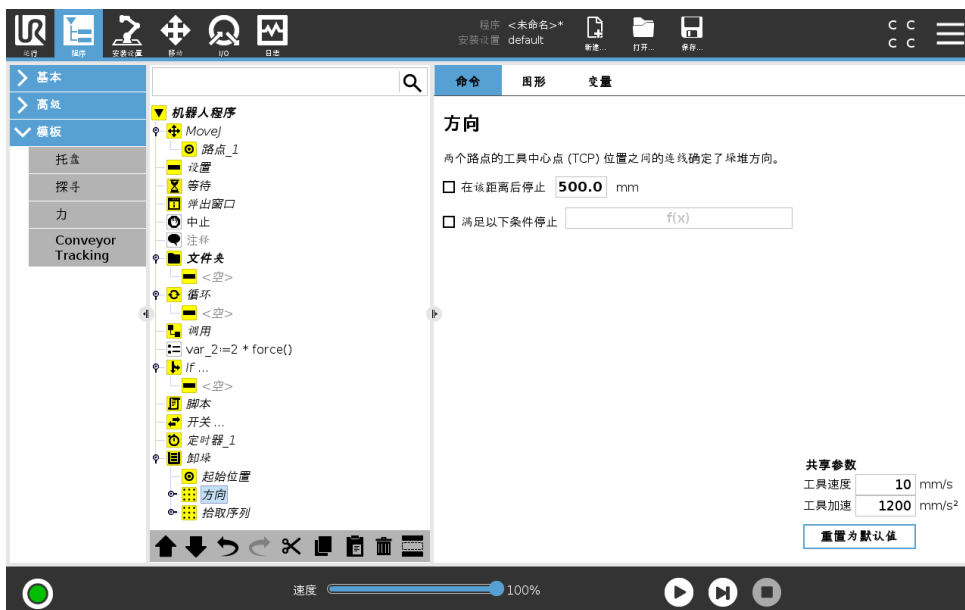 程序 <未命名>*
安装设置 default
C C
C C
运行 程序 安装设置 移动 I/O 日志 新建... 打开... 保存...
基本
高级
模板
托盘
探寻
力
Conveyor
Tracking
机器人程序
MoveJ
路点_1
设置
等待
弹出窗口
中止
注释
文件夹
<空>
循环
<空>
调用
var_2:=2 * force()
If ...
<空>
脚本
开关 ...
定时器_1
卸垛
起始位置
方向
拾取序列
命令 图形 变量
方向
两个路点的工具中心点 (TCP) 位置之间的连线确定了垛堆方向。
在该距离后停止 500.0 mm
满足以下条件停止 f(x)
共享参数
工具速度 10 mm/s
工具加速 1200 mm/s²
重置为默认值
速度 100%